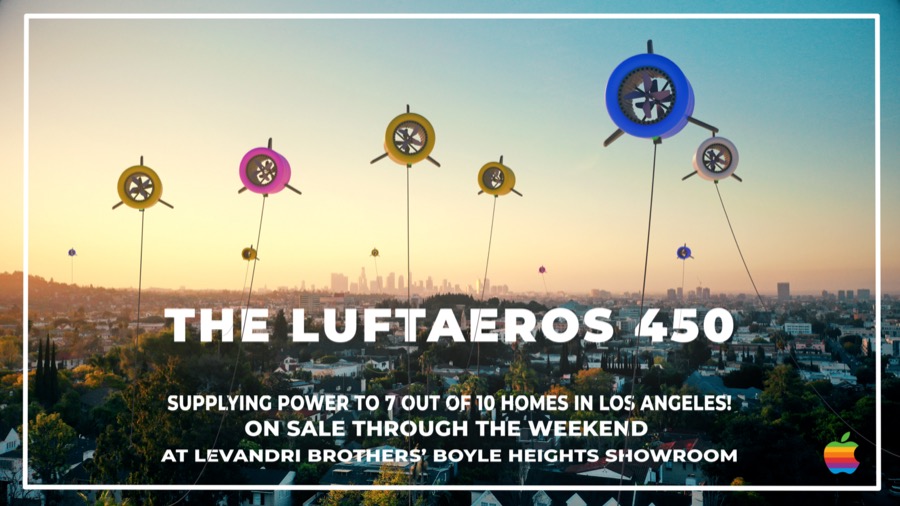 THE LUFTAEROS 450
SUPPLYING POWER TO 7 OUT OF 10 HOMES IN LOS ANGELES!
ON SALE THROUGH THE WEEKEND
AT LEVANDRI BROTHERS’ BOYLE HEIGHTS SHOWROOM